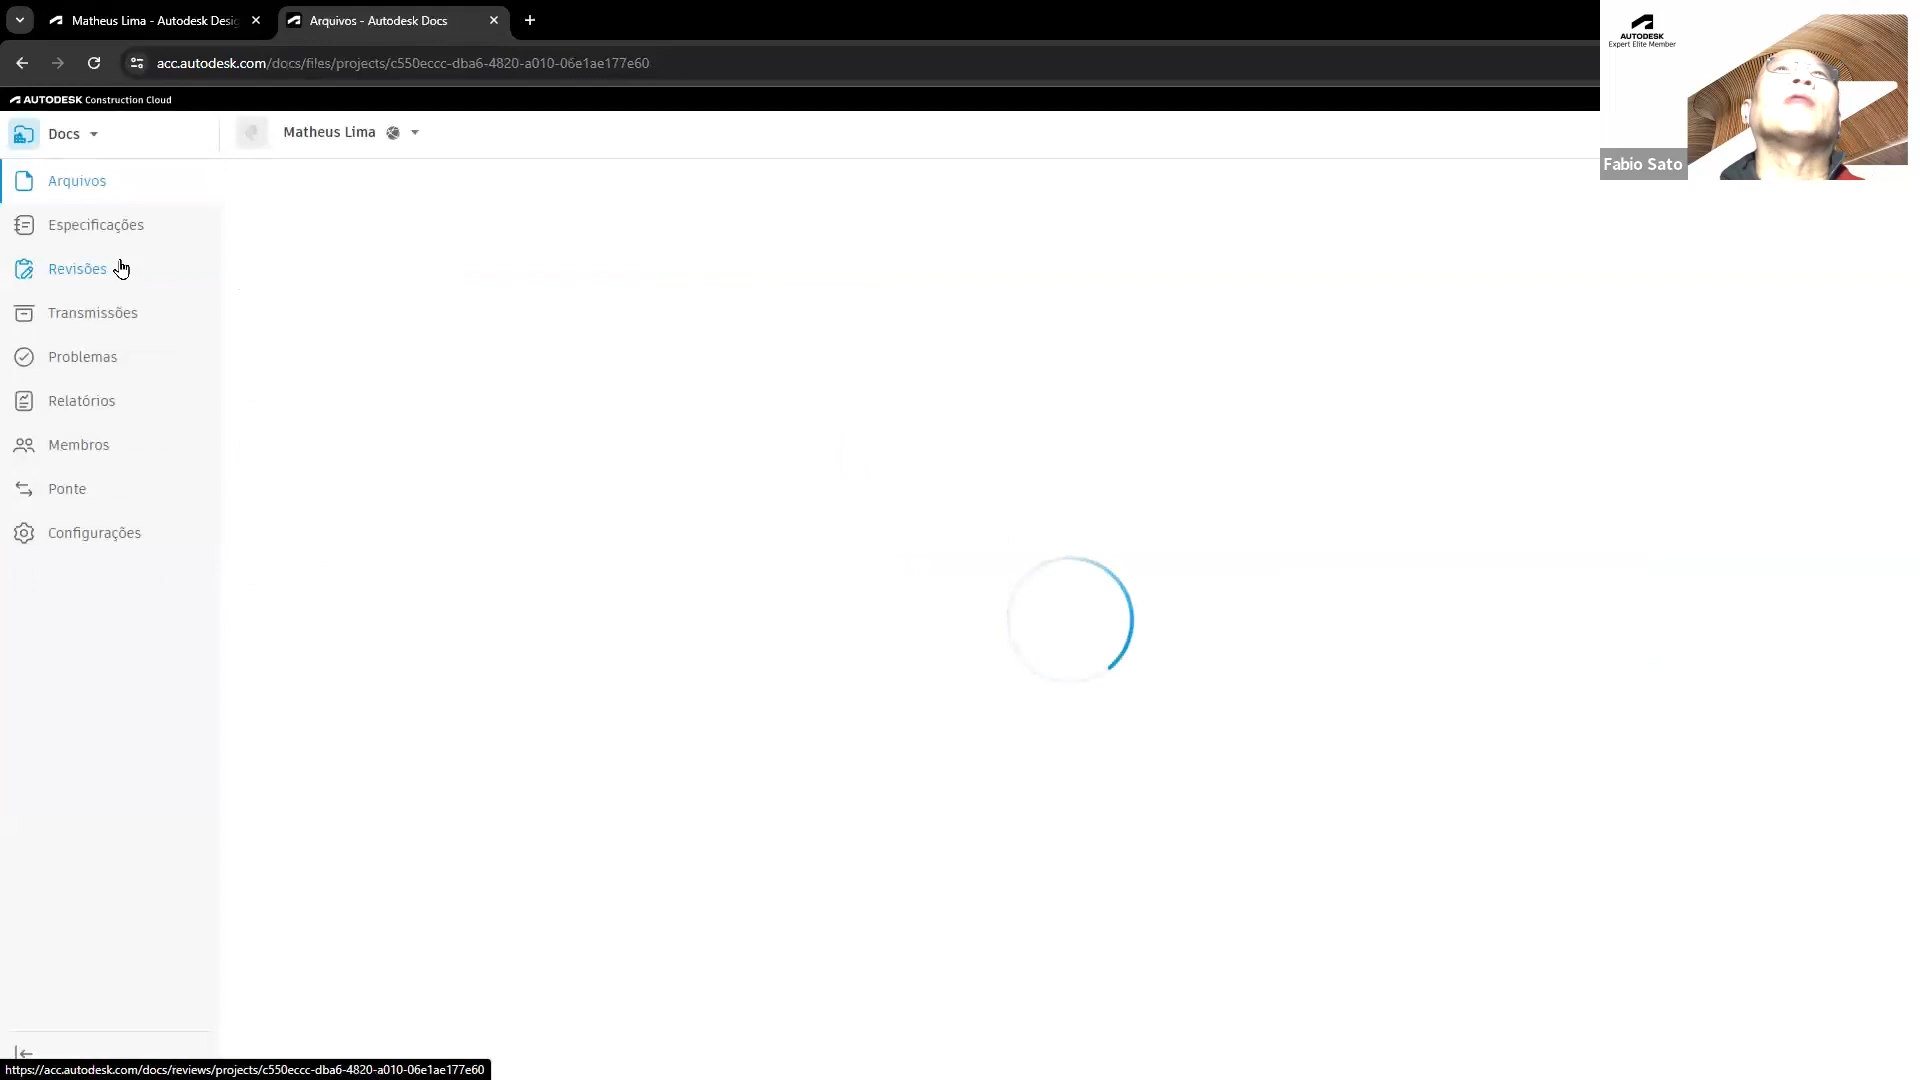 Matheus Lima - Autodesk Desig
Arquivos - Autodesk Docs
acc.autodesk.com/docs/files/projects/c550eccc-dba6-4820-a010-06e1ae177e60
AUTODESK Construction Cloud
AUTODESK
Expert Elite Member
Fabio Sato
Docs
Matheus Lima
Arquivos
Especificações
Revisões
Transmissões
Problemas
Relatórios
Membros
Ponte
Configurações
https://acc.autodesk.com/docs/reviews/projects/c550eccc-dba6-4820-a010-06e1ae177e60